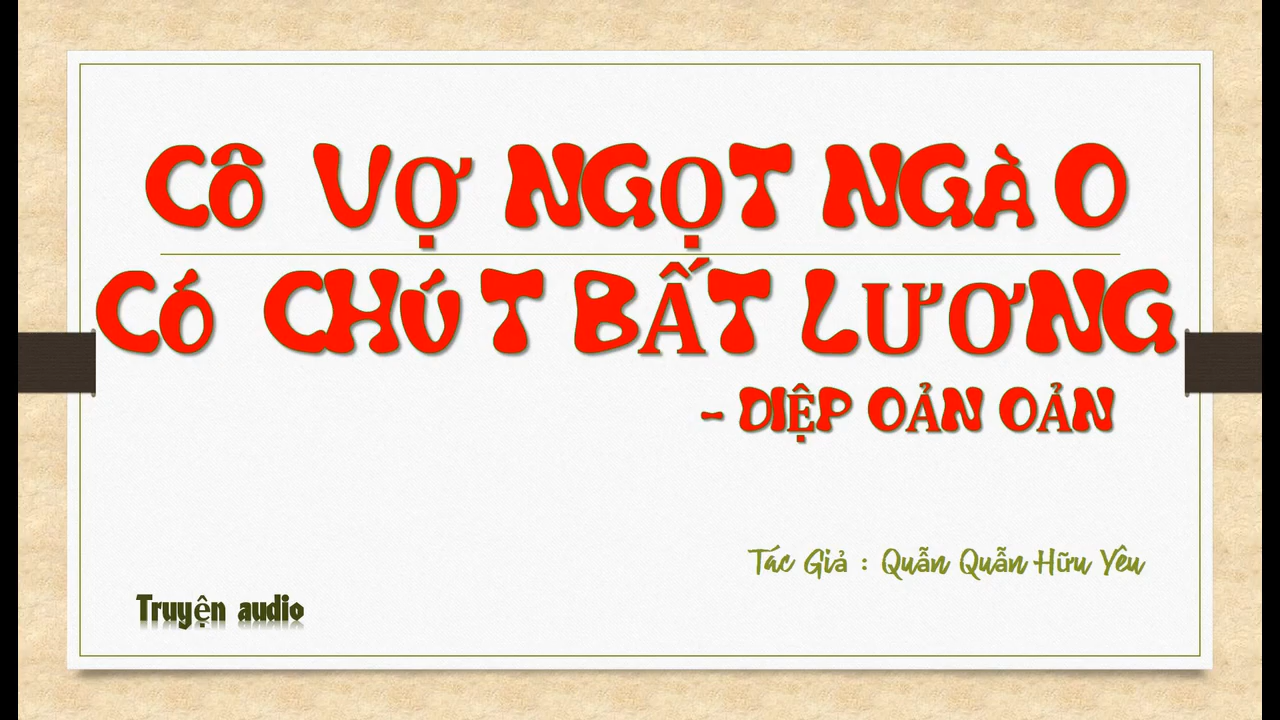 CÔ VỢ NGỌT NGÀO
CÓ CHÚT BẤT LƯƠNG
- DIỆP OẢN OẢN
Tác Giả : Quẫn Quẫn Hữu Yêu
Truyện audio